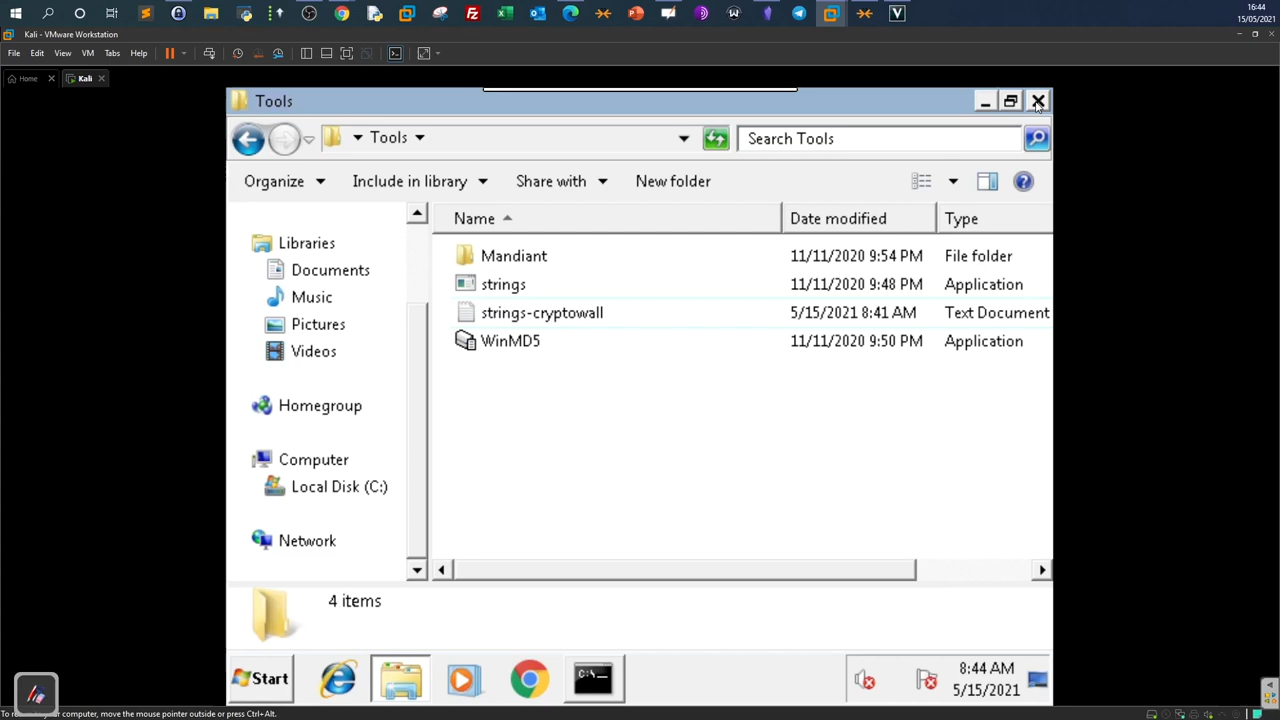 16:44
15/05/2021
Kali - VMware Workstation
File Edit View VM Tabs Help
Home Kali
Tools
Tools
Search Tools
Organize Include in library Share with New folder
Name Date modified Type
Libraries
Documents
Music
Pictures
Videos
Homegroup
Computer
Local Disk (C:)
Network
Mandiant 11/11/2020 9:54 PM File folder
strings 11/11/2020 9:48 PM Application
strings-cryptowall 5/15/2021 8:41 AM Text Document
WinMD5 11/11/2020 9:50 PM Application
4 items
Start
C:\
8:44 AM
5/15/2021
computer, move the mouse pointer outside or press Ctrl+Alt.